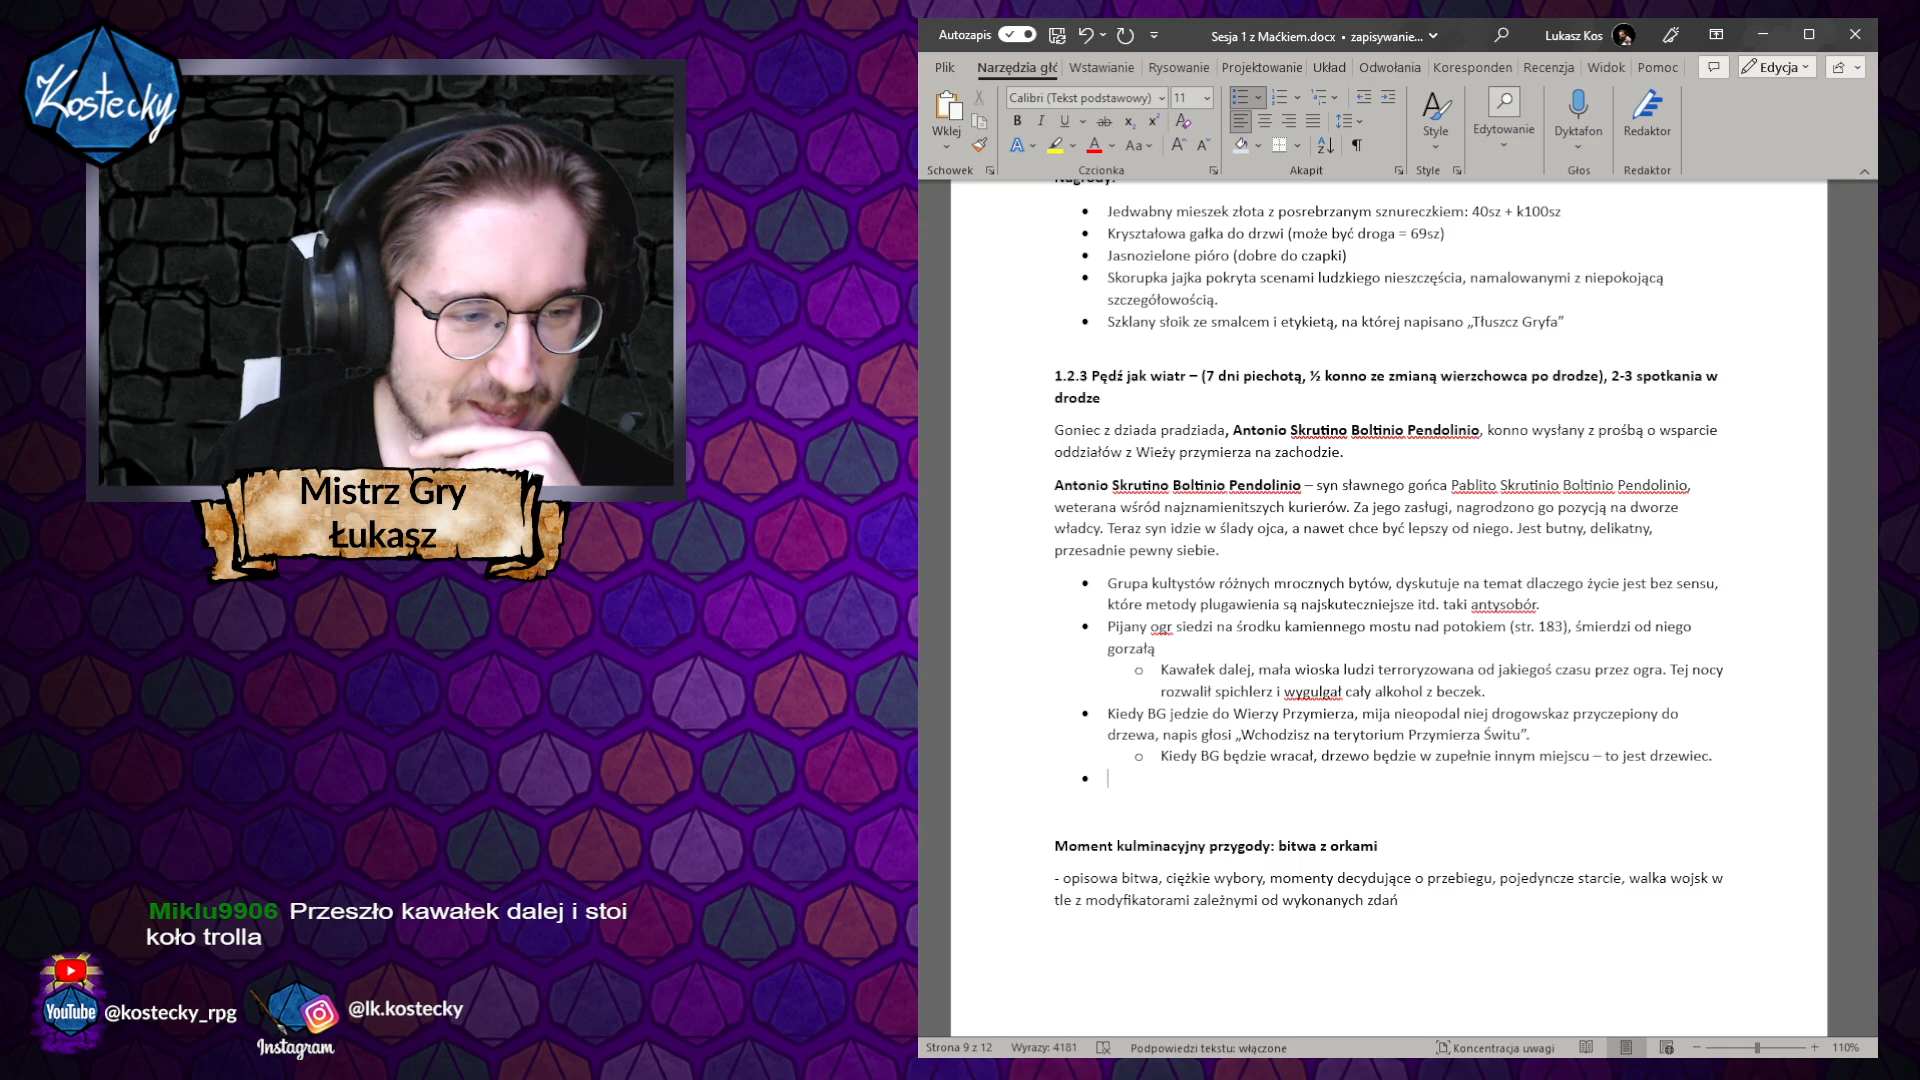 Kostecky
Mistrz Gry
Łukasz
Miklu9906 Przeszło kawałek dalej i stoi
koło trolla
YouTube @kostecky_rpg
Instagram @lk.kostecky
Autozapis
Sesja 1 z Maćkiem.docx • zapisywanie...
Lukasz Kos
Plik Narzędzia głć Wstawianie Rysowanie Projektowanie Układ Odwołania Koresponden Recenzja Widok Pomoc Edycja
Wklej
Calibri (Tekst podstawowy) 11
Style Edytowanie Dyktafon Redaktor
Schowek Czcionka Akapit Style Głos Redaktor
Nagrody:
• Jedwabny mieszek złota z posrebrzanym sznureczkiem: 40sz + k100sz
• Kryształowa gałka do drzwi (może być droga = 69sz)
• Jasnozielone pióro (dobre do czapki)
• Skorupka jajka pokryta scenami ludzkiego nieszczęścia, namalowanymi z niepokojącą
szczegółowością.
• Szklany słoik ze smalcem i etykietą, na której napisano „Tłuszcz Gryfa”
1.2.3 Pędź jak wiatr – (7 dni piechotą, ½ konno ze zmianą wierzchowca po drodze), 2-3 spotkania w
drodze
Goniec z dziada pradziada, Antonio Skrutino Boltinio Pendolinio, konno wysłany z prośbą o wsparcie
oddziałów z Wieży przymierza na zachodzie.
Antonio Skrutino Boltinio Pendolinio – syn sławnego gońca Pablito Skrutinio Boltinio Pendolinio,
weterana wśród najznamienitszych kurierów. Za jego zasługi, nagrodzono go pozycją na dworze
władcy. Teraz syn idzie w ślady ojca, a nawet chce być lepszy od niego. Jest butny, delikatny,
przesadnie pewny siebie.
• Grupa kultystów różnych mrocznych bytów, dyskutuje na temat dlaczego życie jest bez sensu,
które metody plugawienia są najskuteczniejsze itd. taki antysobór.
• Pijany ogr siedzi na środku kamiennego mostu nad potokiem (str. 183), śmierdzi od niego
gorzałą
o Kawałek dalej, mała wioska ludzi terroryzowana od jakiegoś czasu przez ogra. Tej nocy
rozwalił spichlerz i wygulgał cały alkohol z beczek.
• Kiedy BG jedzie do Wierzy Przymierza, mija nieopodal niej drogowskaz przyczepiony do
drzewa, napis głosi „Wchodzisz na terytorium Przymierza Świtu”.
o Kiedy BG będzie wracał, drzewo będzie w zupełnie innym miejscu – to jest drzewiec.
•
Moment kulminacyjny przygody: bitwa z orkami
- opisowa bitwa, ciężkie wybory, momenty decydujące o przebiegu, pojedyncze starcie, walka wojsk w
tle z modyfikatorami zależnymi od wykonanych zdań
Strona 9 z 12 Wyrazy: 4181 Podpowiedzi tekstu: włączone Koncentracja uwagi 110%